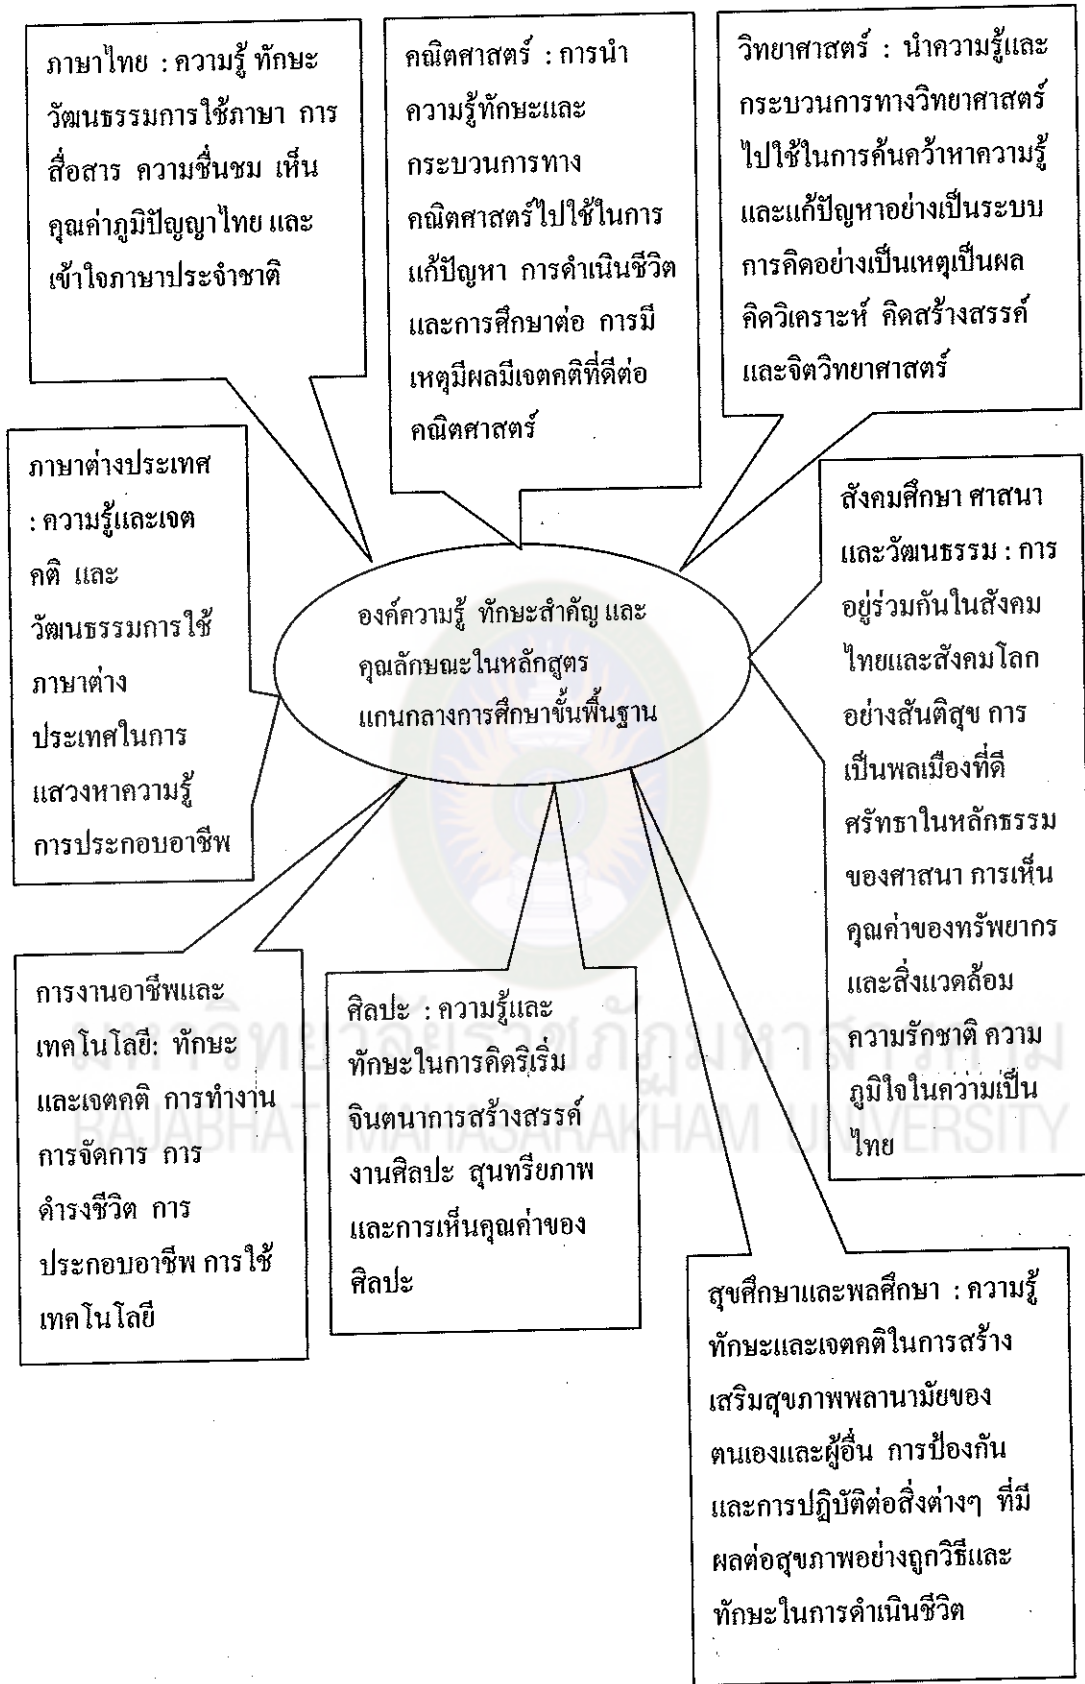 ภาษาไทย : ความรู้ ทักษะ
วัฒนธรรมการใช้ภาษา การ
สื่อสาร ความชื่นชม เห็น
คุณค่าภูมิปัญญาไทย และ
เข้าใจภาษาประจำชาติ
คณิตศาสตร์ : การนำ
ความรู้ทักษะและ
กระบวนการทาง
คณิตศาสตร์ไปใช้ในการ
แก้ปัญหา การดำเนินชีวิต
และการศึกษาต่อ การมี
เหตุมีผลมีเจตคติที่ดีต่อ
คณิตศาสตร์
วิทยาศาสตร์ : นำความรู้และ
กระบวนการทางวิทยาศาสตร์
ไปใช้ในการค้นคว้าหาความรู้
และแก้ปัญหาอย่างเป็นระบบ
การคิดอย่างเป็นเหตุเป็นผล
คิดวิเคราะห์ คิดสร้างสรรค์
และจิตวิทยาศาสตร์
ภาษาต่างประเทศ
: ความรู้และเจต
คติ และ
วัฒนธรรมการใช้
ภาษาต่าง
ประเทศในการ
แสวงหาความรู้
การประกอบอาชีพ
องค์ความรู้ ทักษะสำคัญ และ
คุณลักษณะในหลักสูตร
แกนกลางการศึกษาขั้นพื้นฐาน
สังคมศึกษา ศาสนา
และวัฒนธรรม : การ
อยู่ร่วมกันในสังคม
ไทยและสังคมโลก
อย่างสันติสุข การ
เป็นพลเมืองที่ดี
ศรัทธาในหลักธรรม
ของศาสนา การเห็น
คุณค่าของทรัพยากร
และสิ่งแวดล้อม
ความรักชาติ ความ
ภูมิใจในความเป็น
ไทย
การงานอาชีพและ
เทคโนโลยี: ทักษะ
และเจตคติ การทำงาน
การจัดการ การ
ดำรงชีวิต การ
ประกอบอาชีพ การใช้
เทคโนโลยี
ศิลปะ : ความรู้และ
ทักษะในการคิดริเริ่ม
จินตนาการสร้างสรรค์
งานศิลปะ สุนทรียภาพ
และการเห็นคุณค่าของ
ศิลปะ
สุขศึกษาและพลศึกษา : ความรู้
ทักษะและเจตคติในการสร้าง
เสริมสุขภาพพลานามัยของ
ตนเองและผู้อื่น การป้องกัน
และการปฏิบัติต่อสิ่งต่างๆ ที่มี
ผลต่อสุขภาพอย่างถูกวิธีและ
ทักษะในการดำเนินชีวิต
มหาวิทยาลัยราชภัฏมหาสารคาม
RAJABHAT MAHASARAKHAM UNIVERSITY